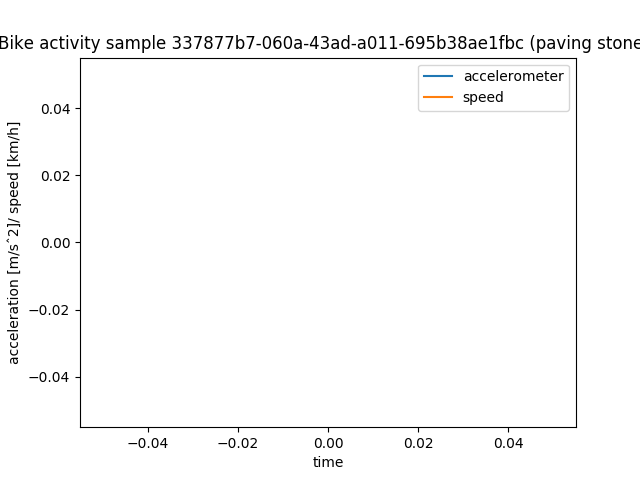 Bike activity sample 337877b7-060a-43ad-a011-695b38ae1fbc (paving stone
accelerometer
speed
acceleration [m/sˆ2]/ speed [km/h]
0.04
0.02
0.00
−0.02
−0.04
−0.04
−0.02
0.00
0.02
0.04
time